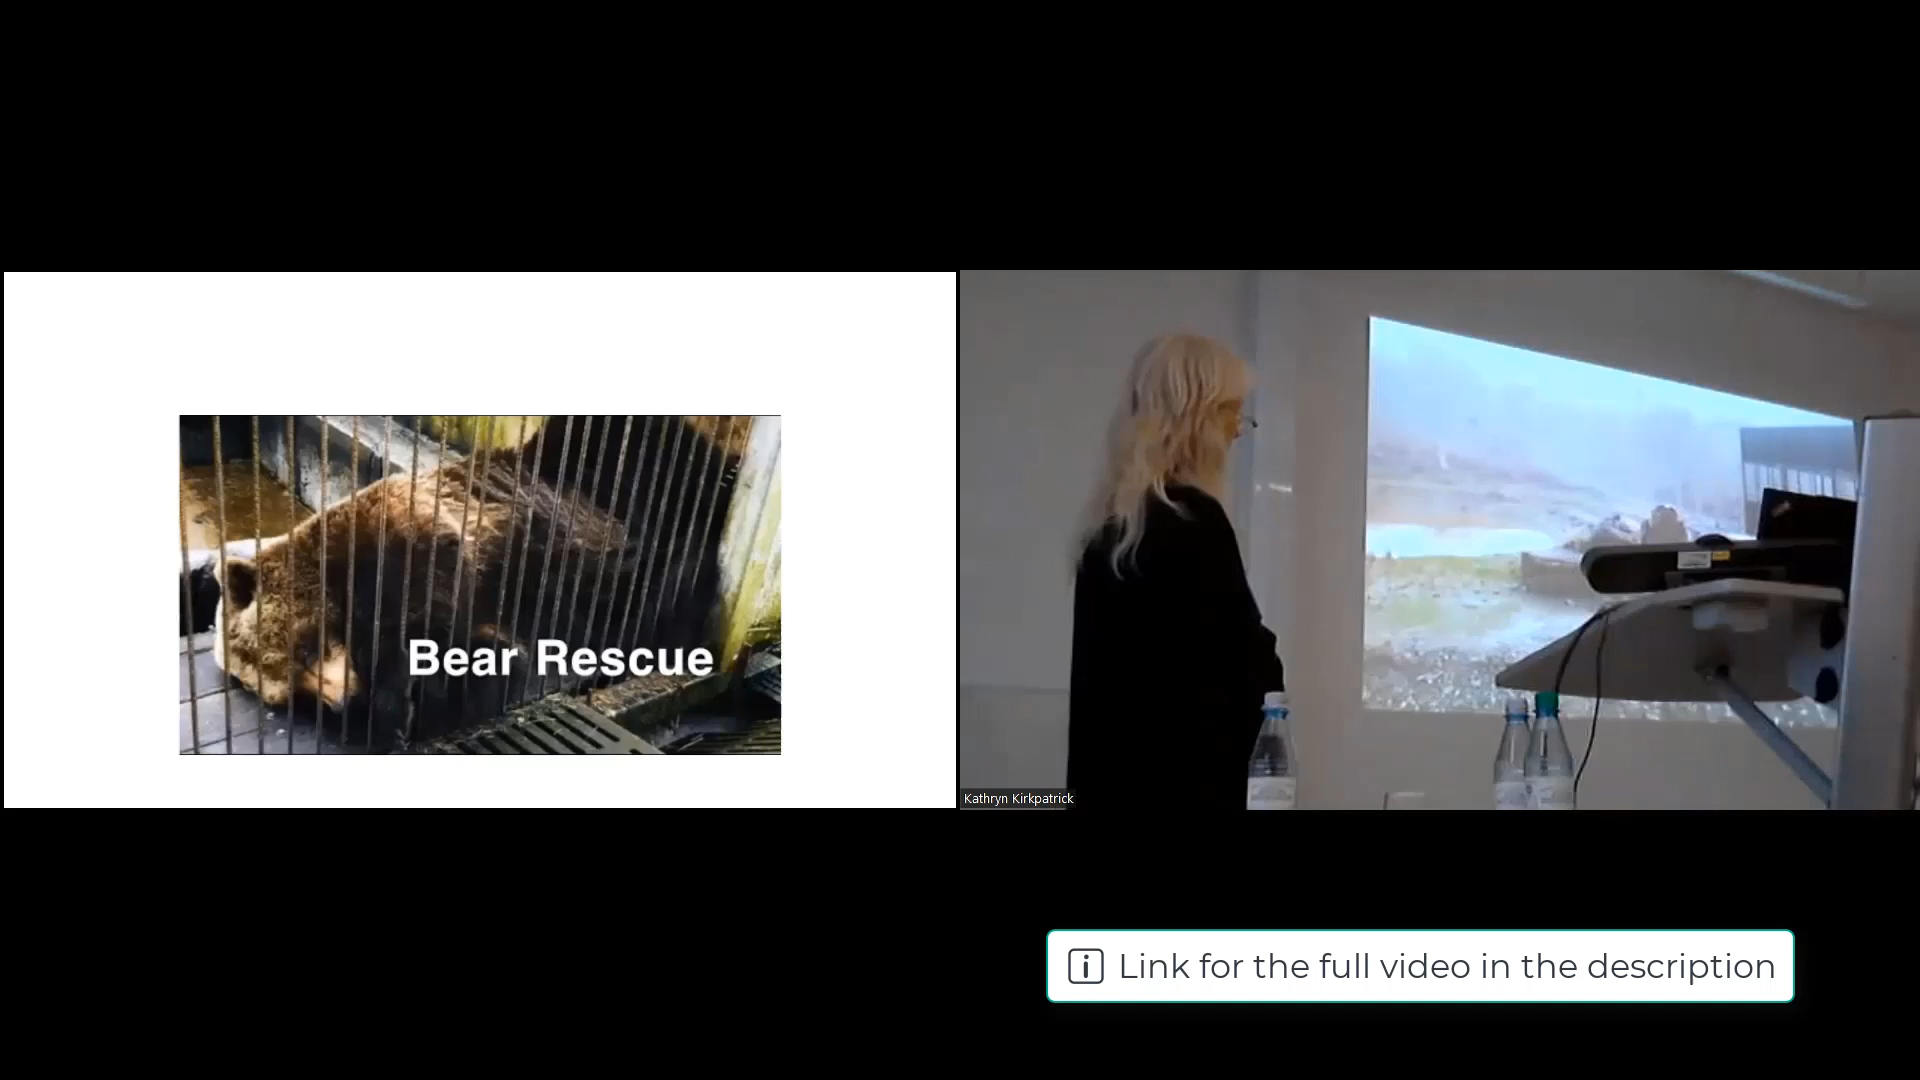 Bear Rescue
Kathryn Kirkpatrick
Link for the full video in the description